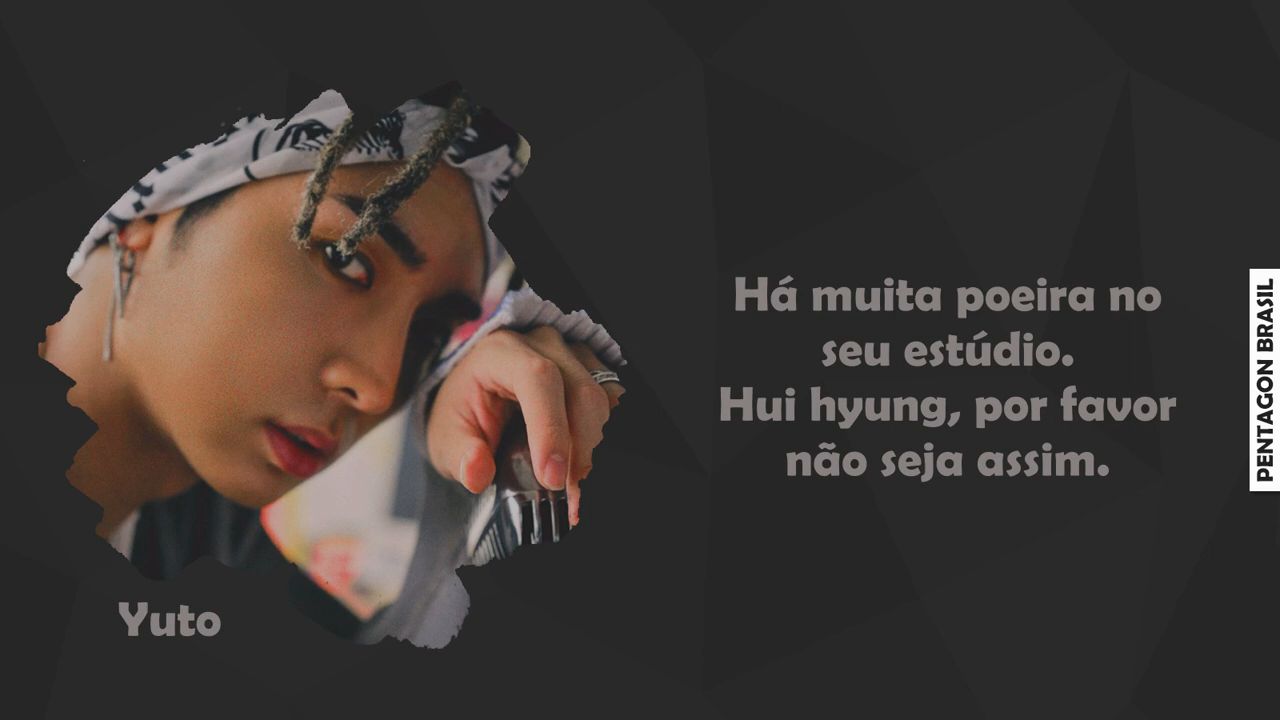 Há muita poeira no
seu estúdio.
Hui hyung, por favor
não seja assim.
Yuto
PENTAGON BRASIL